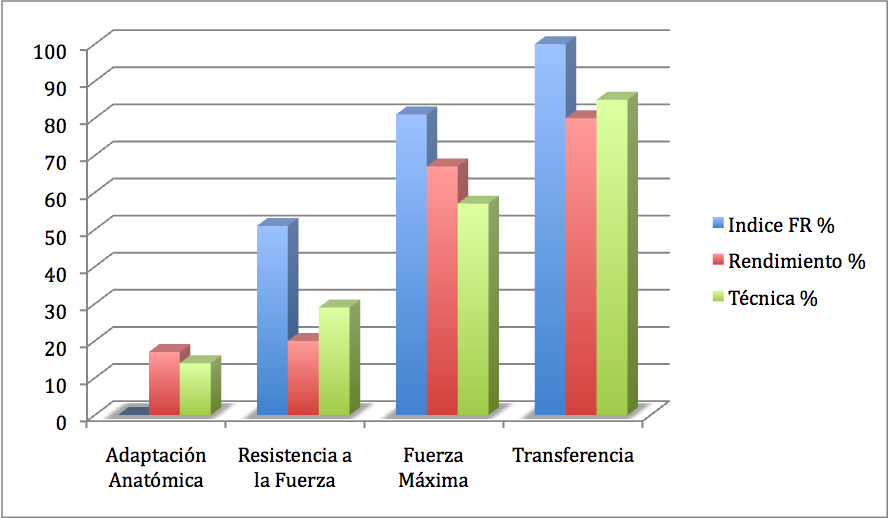 100
90
80
70
60
50
40
30
20
10
0
Adaptación
Anatómica
Resistencia a
la Fuerza
Fuerza
Máxima
Transferencia
Indice FR %
Rendimiento %
Técnica %